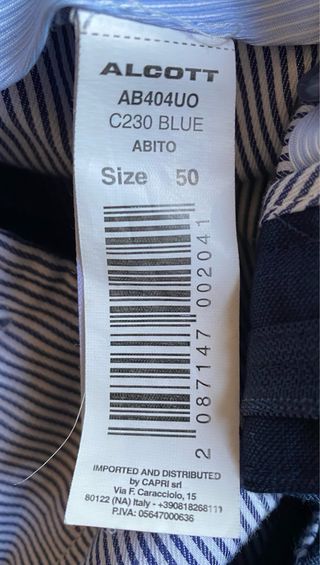 ALCOTT
AB404UO
C230 BLUE
ABITO
Size 50
2 087147 002041
IMPORTED AND DISTRIBUTED
by CAPRI srl
Via F. Caracciolo, 15
80122 (NA) Italy - +390818268111
P.IVA: 05647000636